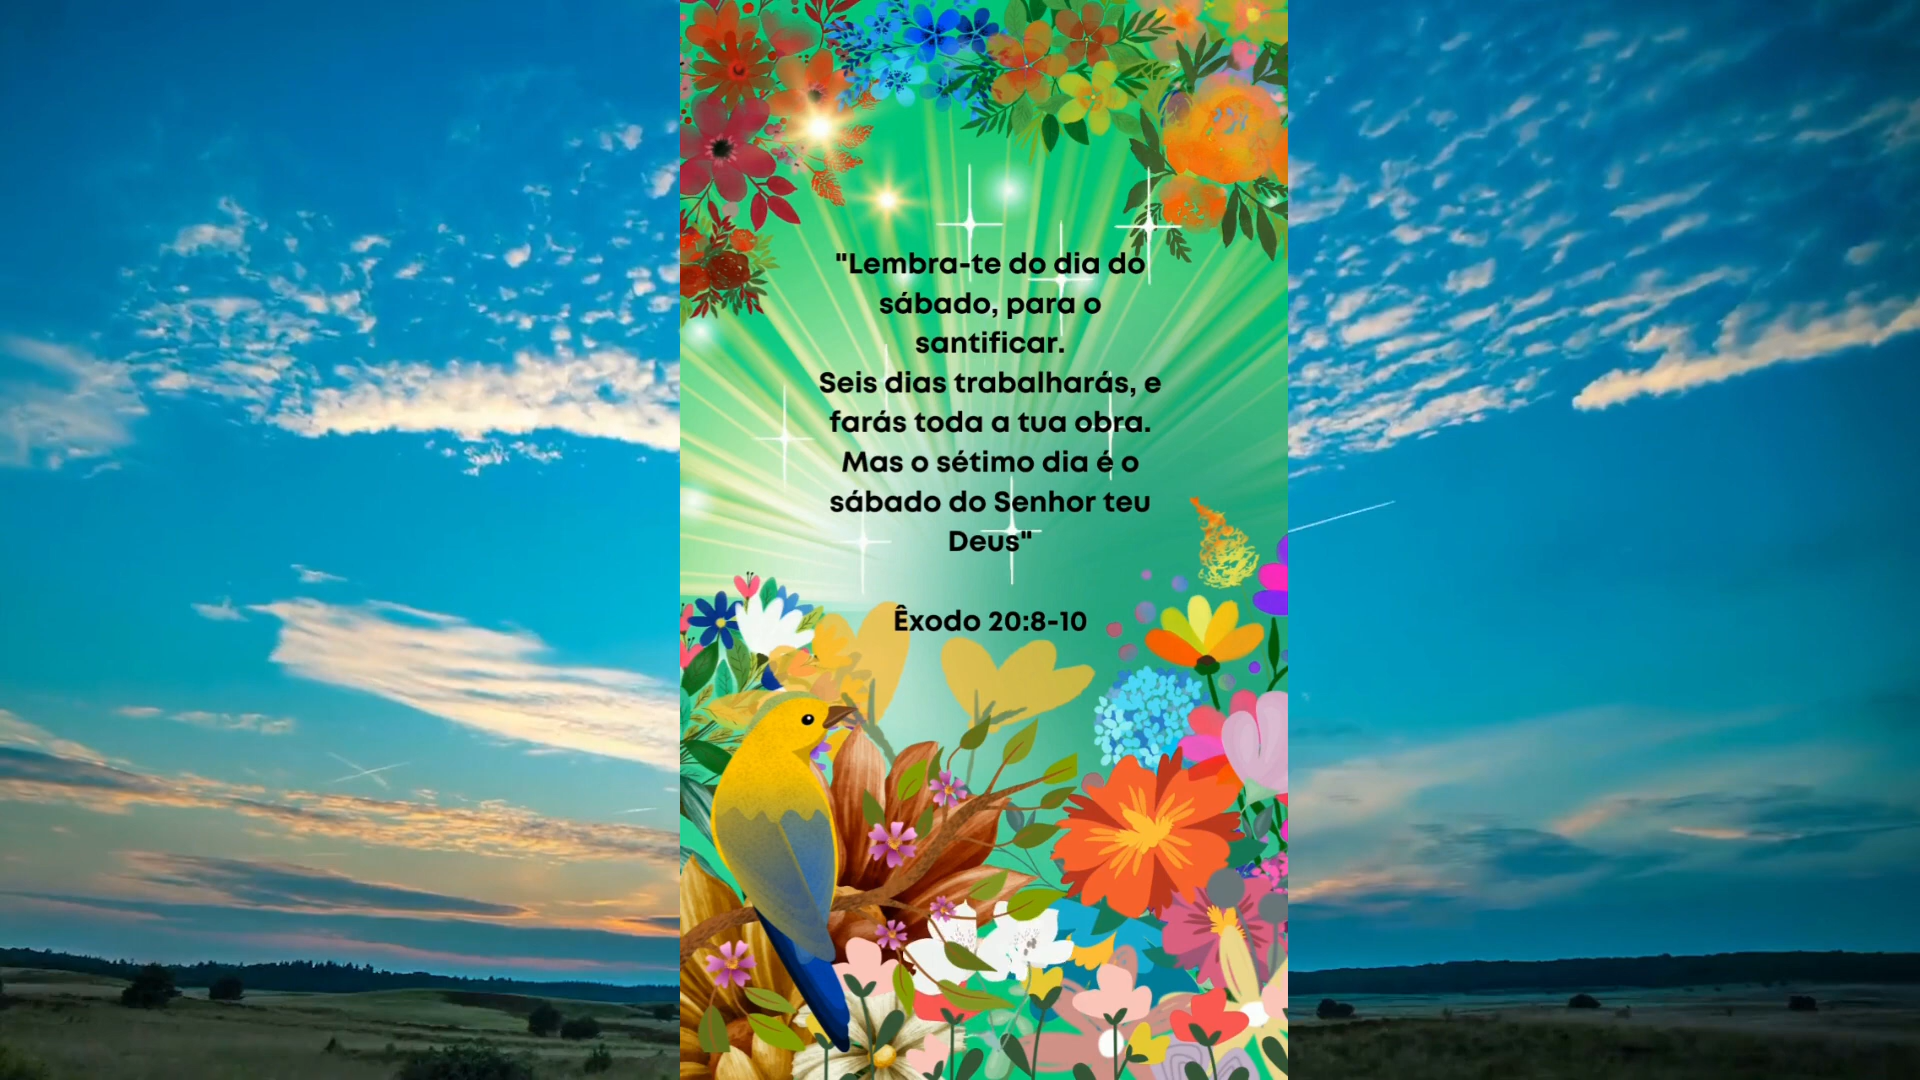 "Lembra-te do dia do
sábado, para o
santificar.
Seis dias trabalharás, e
farás toda a tua obra.
Mas o sétimo dia é o
sábado do Senhor teu
Deus"
Êxodo 20:8-10